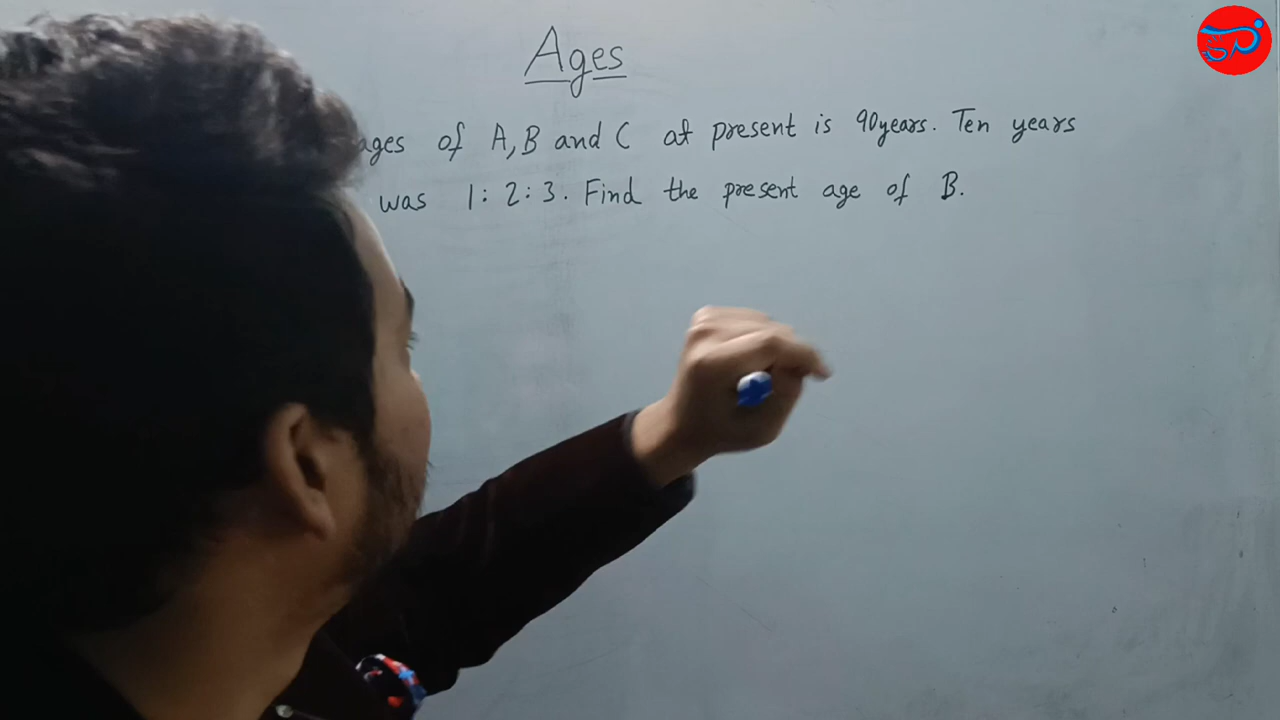 Ages
ages of A, B and C at present is 90years. Ten years
was 1: 2: 3. Find the present age of B.